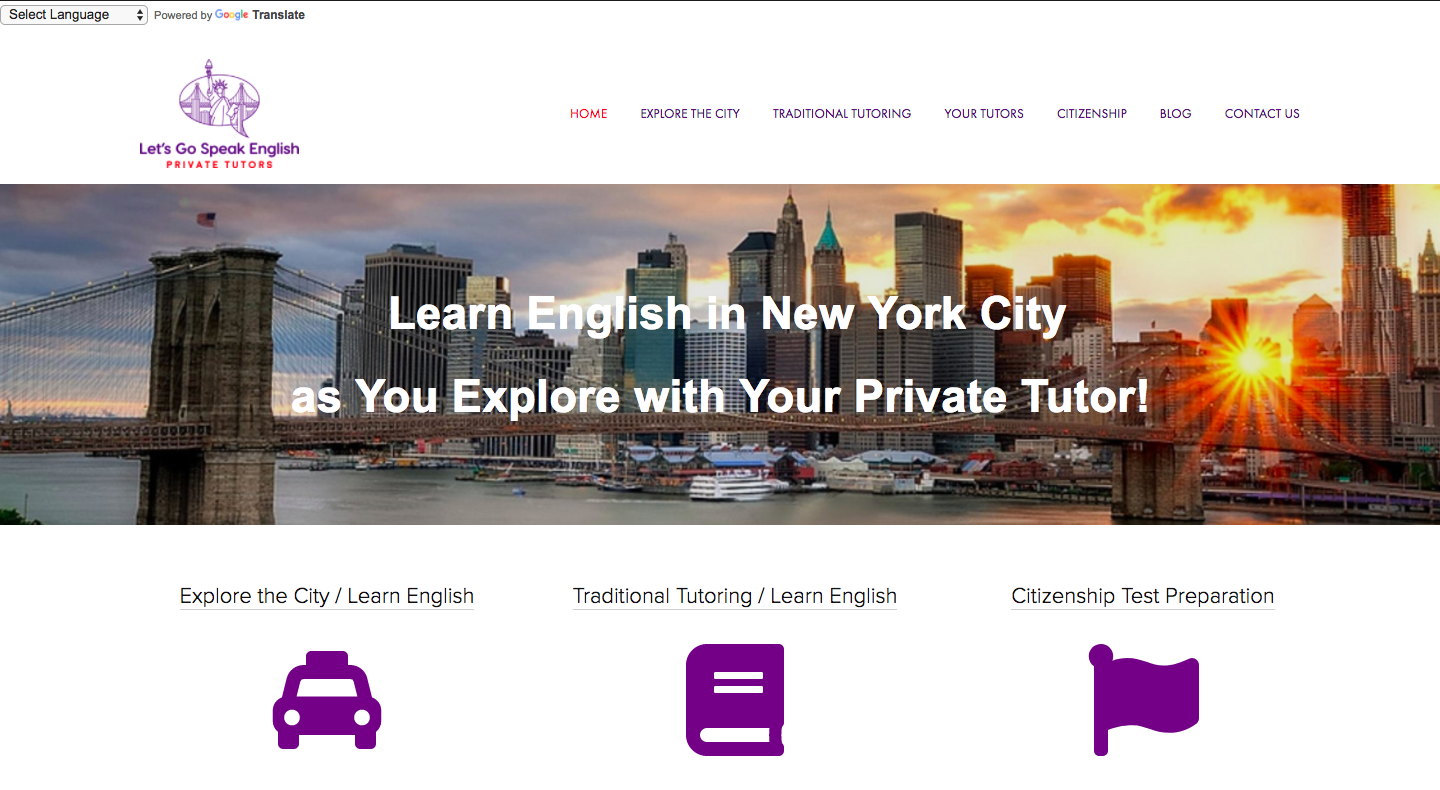 Select Language Powered by Google Translate
Let's Go Speak English
PRIVATE TUTORS
HOME EXPLORE THE CITY TRADITIONAL TUTORING YOUR TUTORS CITIZENSHIP BLOG CONTACT US
Learn English in New York City
as You Explore with Your Private Tutor!
Explore the City / Learn English Traditional Tutoring / Learn English Citizenship Test Preparation